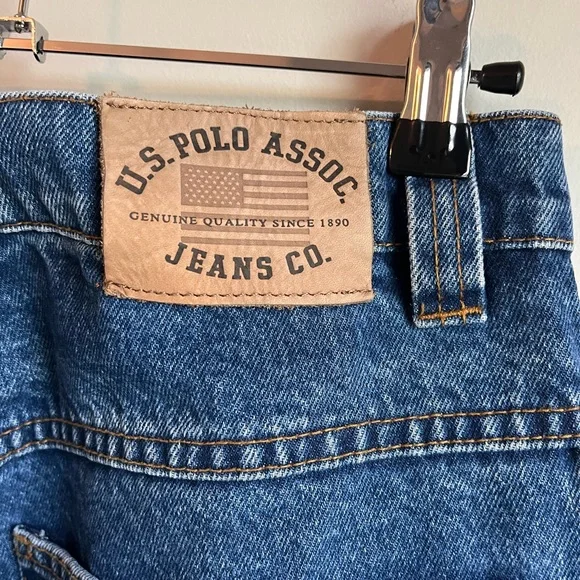 U.S. POLO ASSOC.
GENUINE QUALITY SINCE 1890
JEANS CO.